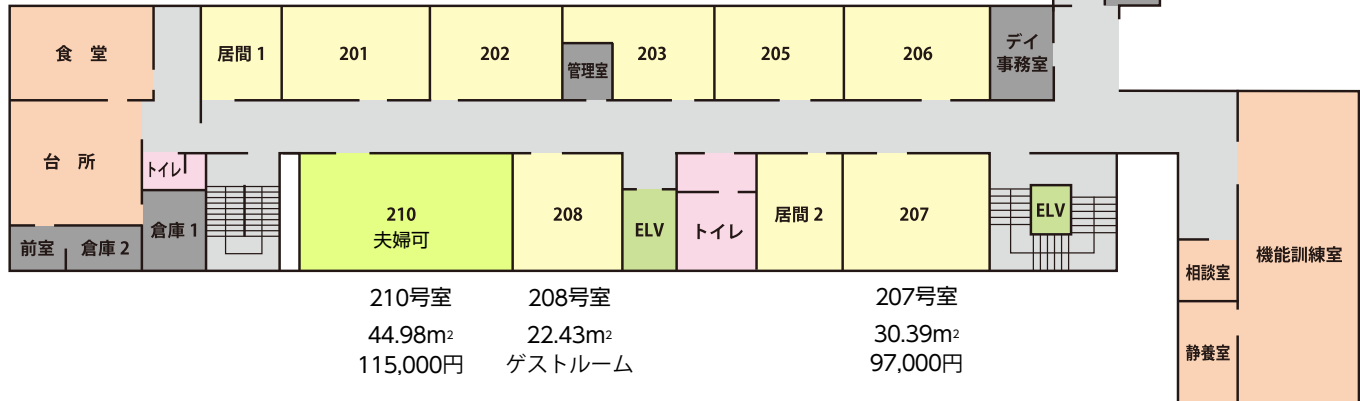 食 堂
居間 1
201
202
管理室
203
205
206
デイ
事務室
台 所
トイレ
倉庫 1
前室
倉庫 2
210
夫婦可
208
ELV
トイレ
居間 2
207
ELV
相談室
静養室
機能訓練室
210号室
44.98m²
115,000円
208号室
22.43m²
ゲストルーム
207号室
30.39m²
97,000円